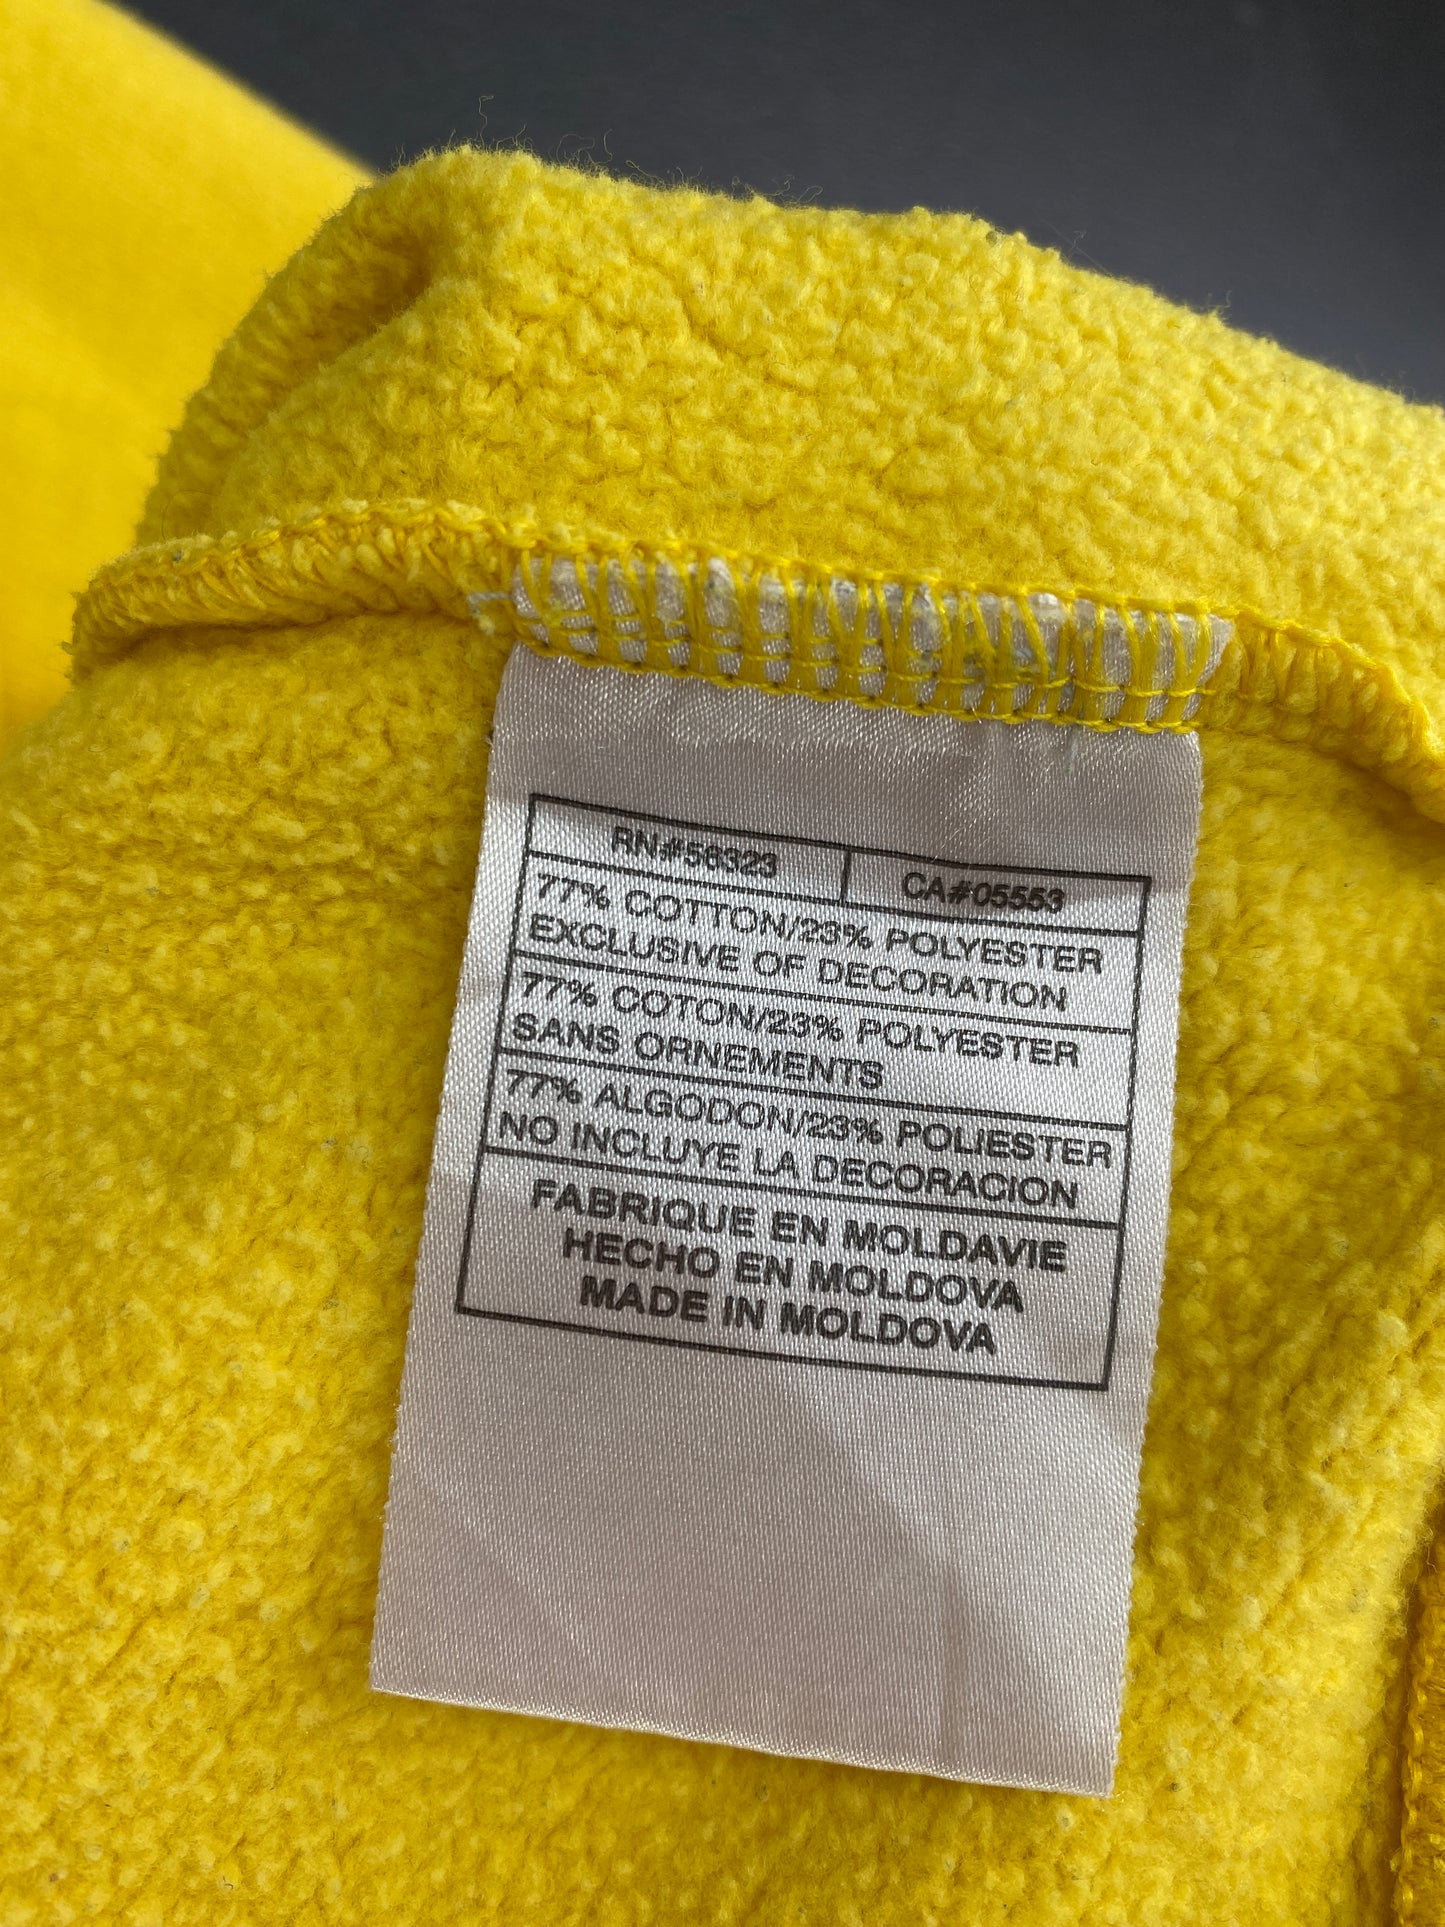 RN#56323
CA#05553
77% COTTON/23% POLYESTER
EXCLUSIVE OF DECORATION
77% COTON/23% POLYESTER
SANS ORNEMENTS
77% ALGODON/23% POLIESTER
NO INCLUYE LA DECORACION
FABRIQUE EN MOLDAVIE
HECHO EN MOLDOVA
MADE IN MOLDOVA